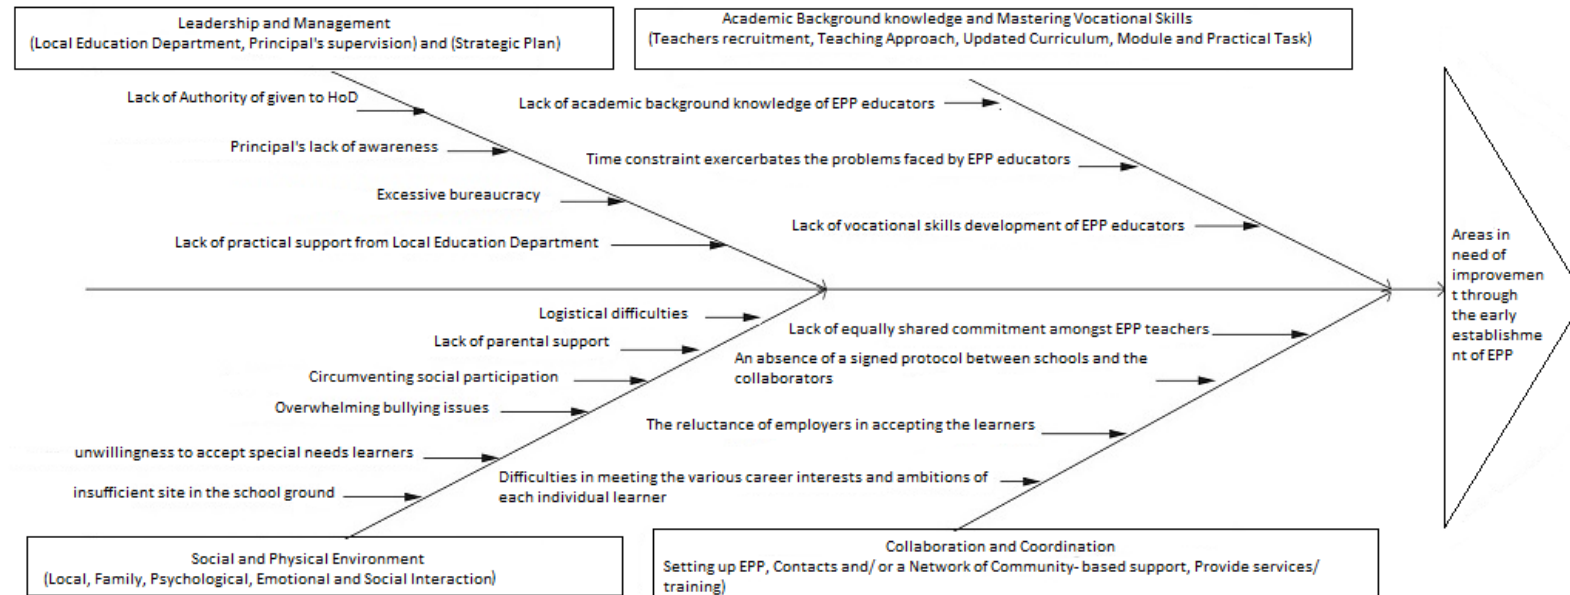 Leadership and Management
(Local Education Department, Principal's supervision) and (Strategic Plan)
Academic Background knowledge and Mastering Vocational Skills
(Teachers recruitment, Teaching Approach, Updated Curriculum, Module and Practical Task)
Lack of Authority of given to HoD
Principal's lack of awareness
Excessive bureaucracy
Lack of practical support from Local Education Department
Lack of academic background knowledge of EPP educators
Time constraint exercerbates the problems faced by EPP educators
Lack of vocational skills development of EPP educators
Areas in
need of
improvemen
t through
the early
establishme
nt of EPP
Logistical difficulties
Lack of parental support
Circumventing social participation
Overwhelming bullying issues
unwillingness to accept special needs learners
insufficient site in the school ground
Lack of equally shared commitment amongst EPP teachers
An absence of a signed protocol between schools and the
collaborators
The reluctance of employers in accepting the learners
Difficulties in meeting the various career interests and ambitions of
each individual learner
Social and Physical Environment
(Local, Family, Psychological, Emotional and Social Interaction)
Collaboration and Coordination
Setting up EPP, Contacts and/ or a Network of Community- based support, Provide services/
training)